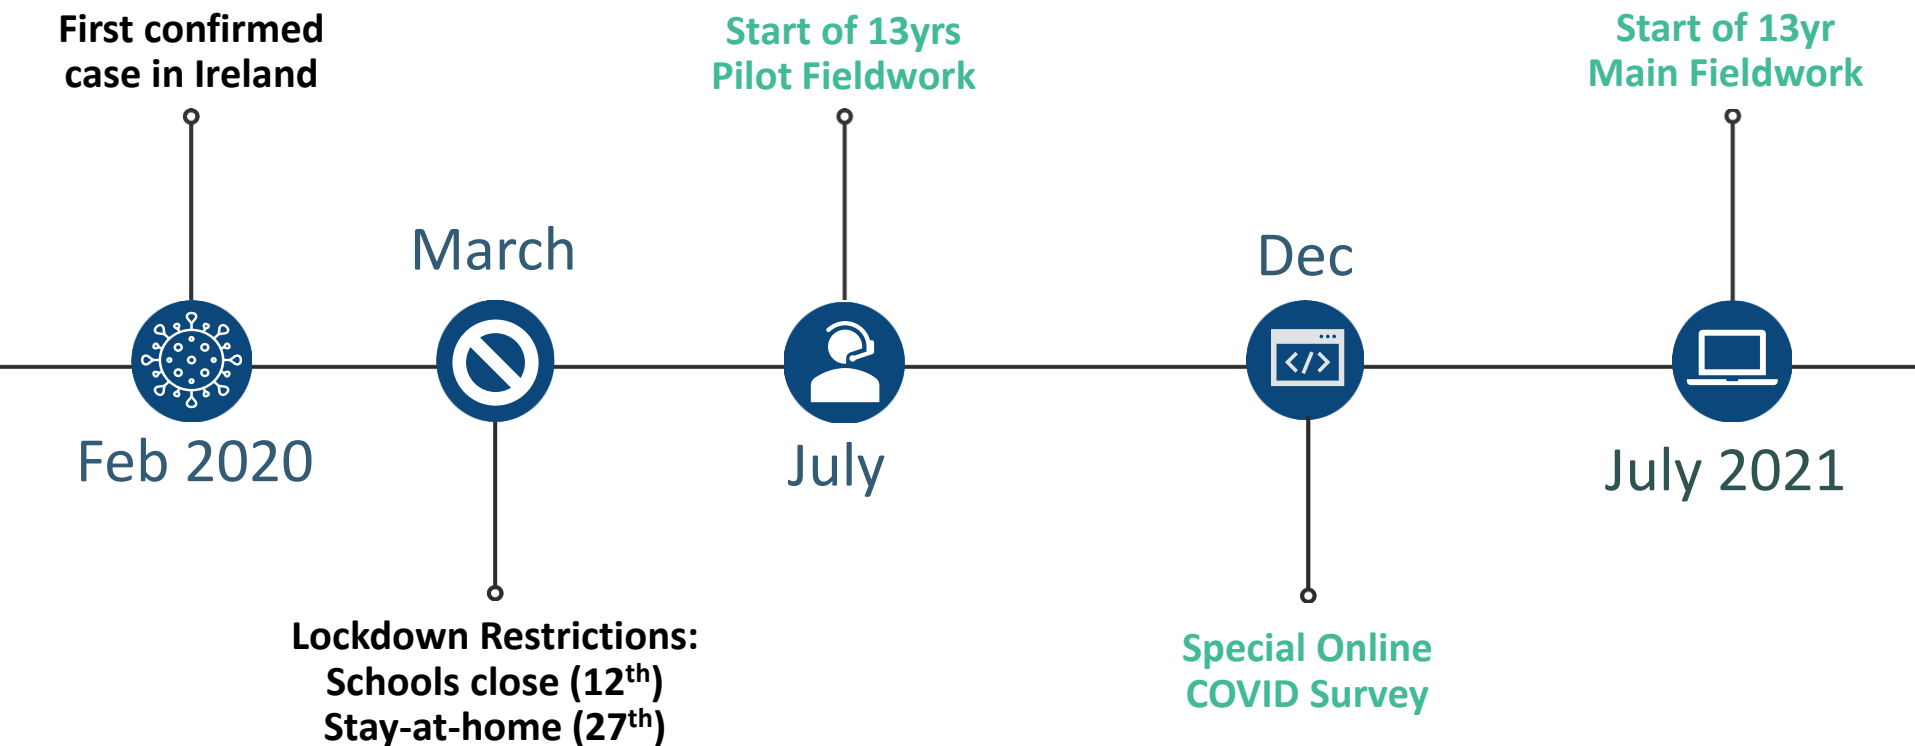 First confirmed
case in Ireland
Start of 13yrs
Pilot Fieldwork
Start of 13yr
Main Fieldwork
March
Dec
</>
Feb 2020
July
July 2021
Lockdown Restrictions:
Schools close (12th)
Stay-at-home (27th)
Special Online
COVID Survey